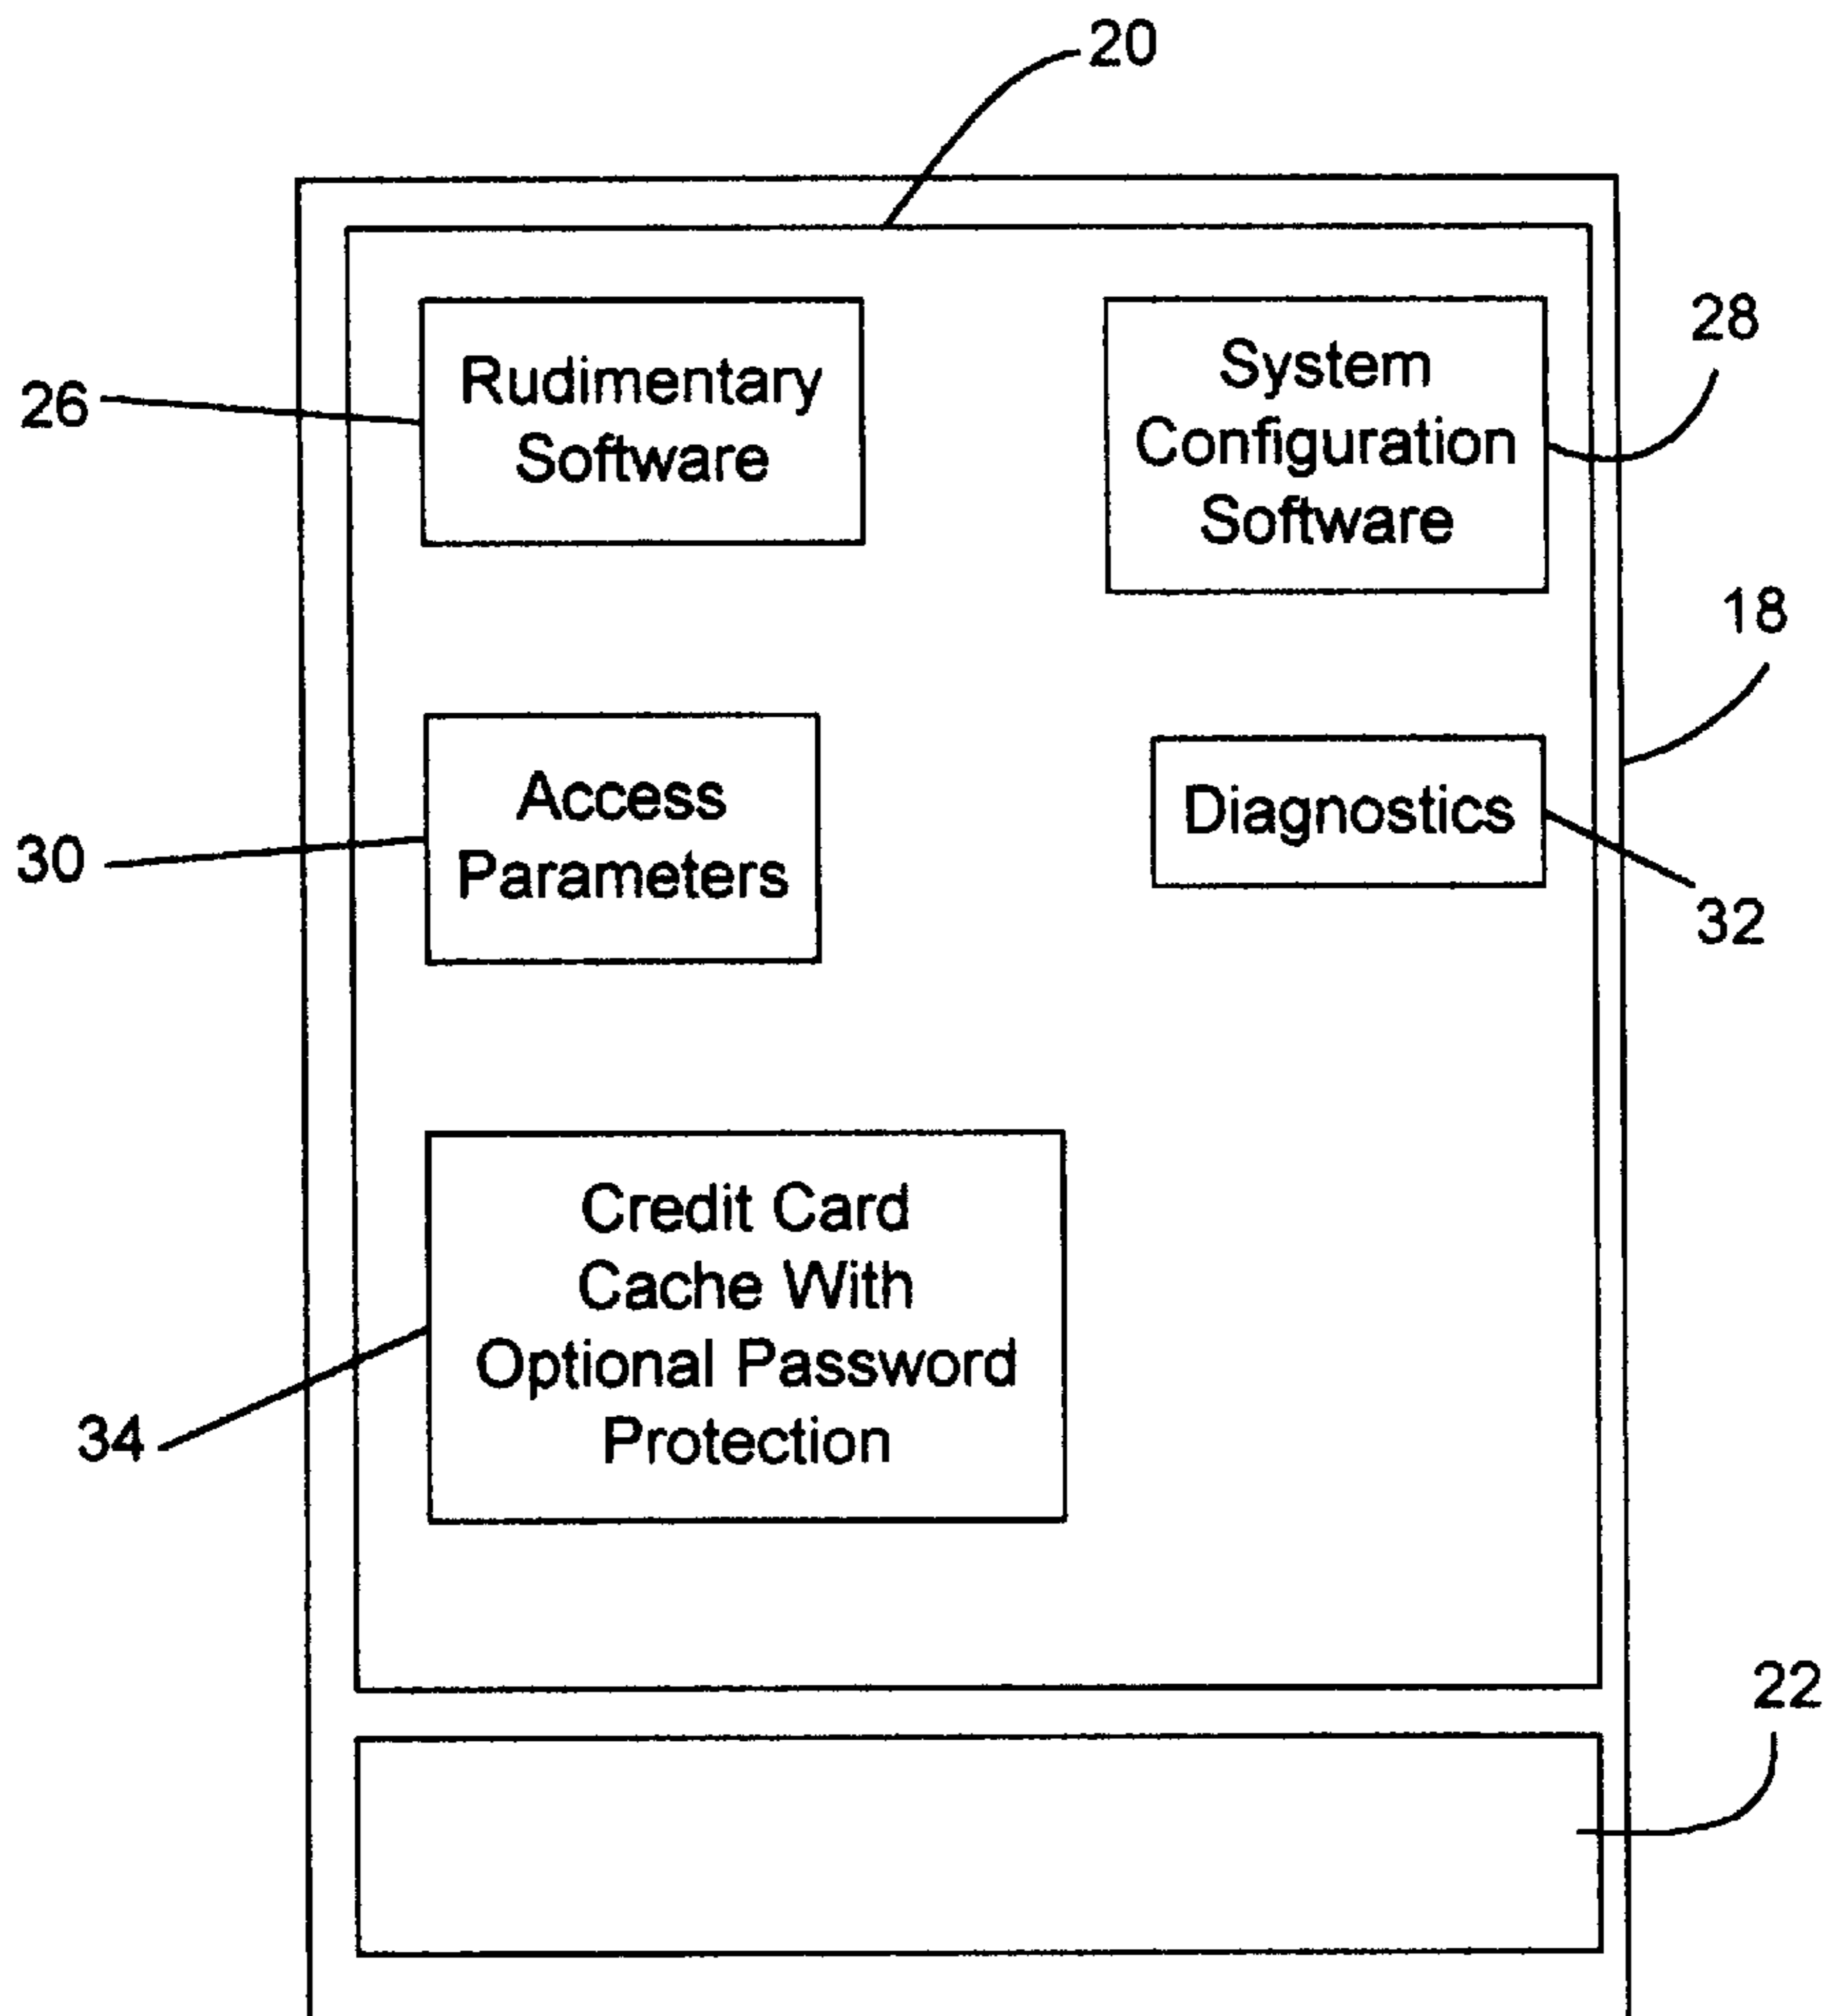 20
26
Rudimentary
Software
System
Configuration
Software
28
18
30
Access
Parameters
Diagnostics
32
Credit Card
Cache With
Optional Password
Protection
34
22